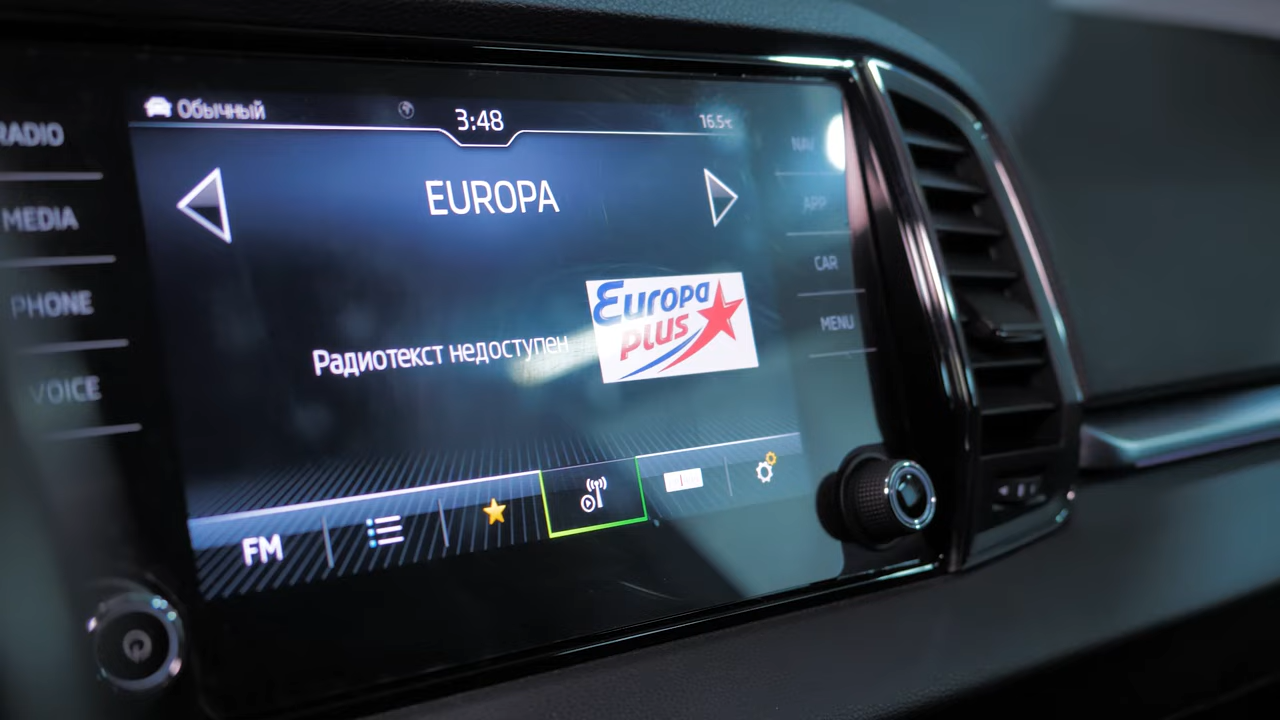 Обычный
3:48
16.5°C
RADIO
MEDIA
PHONE
VOICE
EUROPA
Europa
plus
Радиотекст недоступен
FM
NAV
APP
CAR
MENU